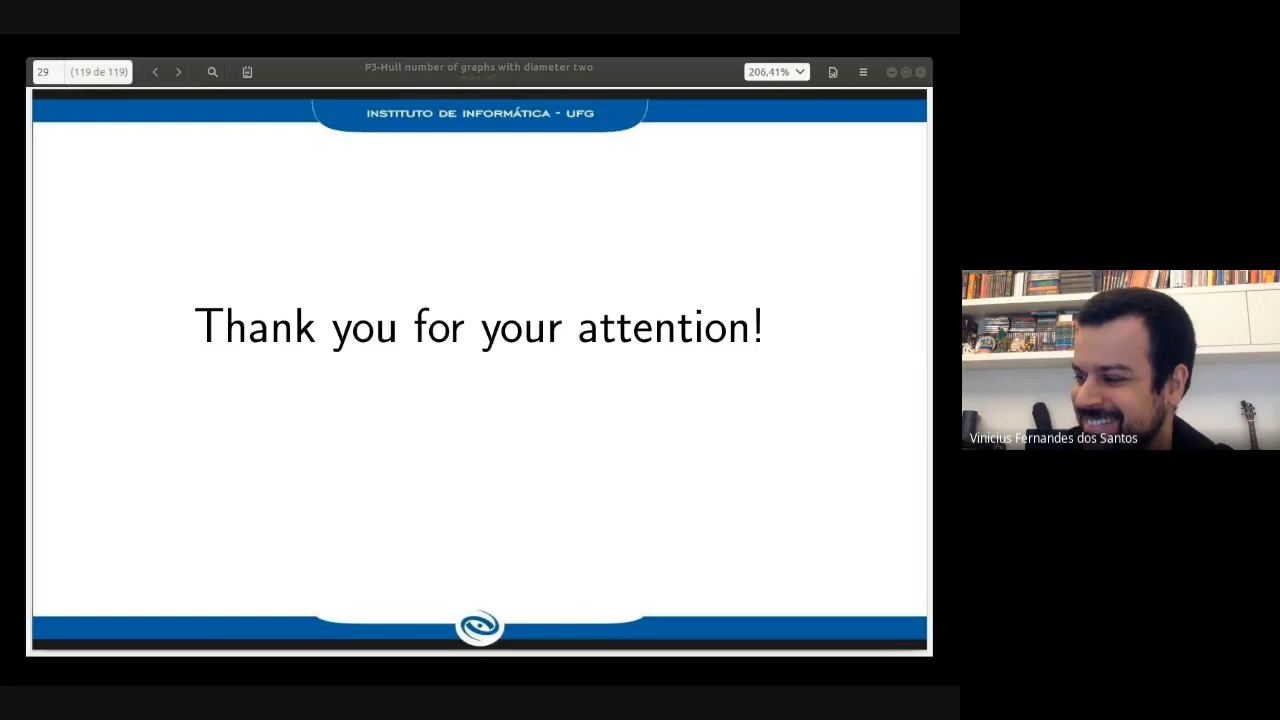 29 (119 de 119)
P3-Hull number of graphs with diameter two
206,41%
INSTITUTO DE INFORMÁTICA - UFG
Thank you for your attention!
Vinicius Fernandes dos Santos